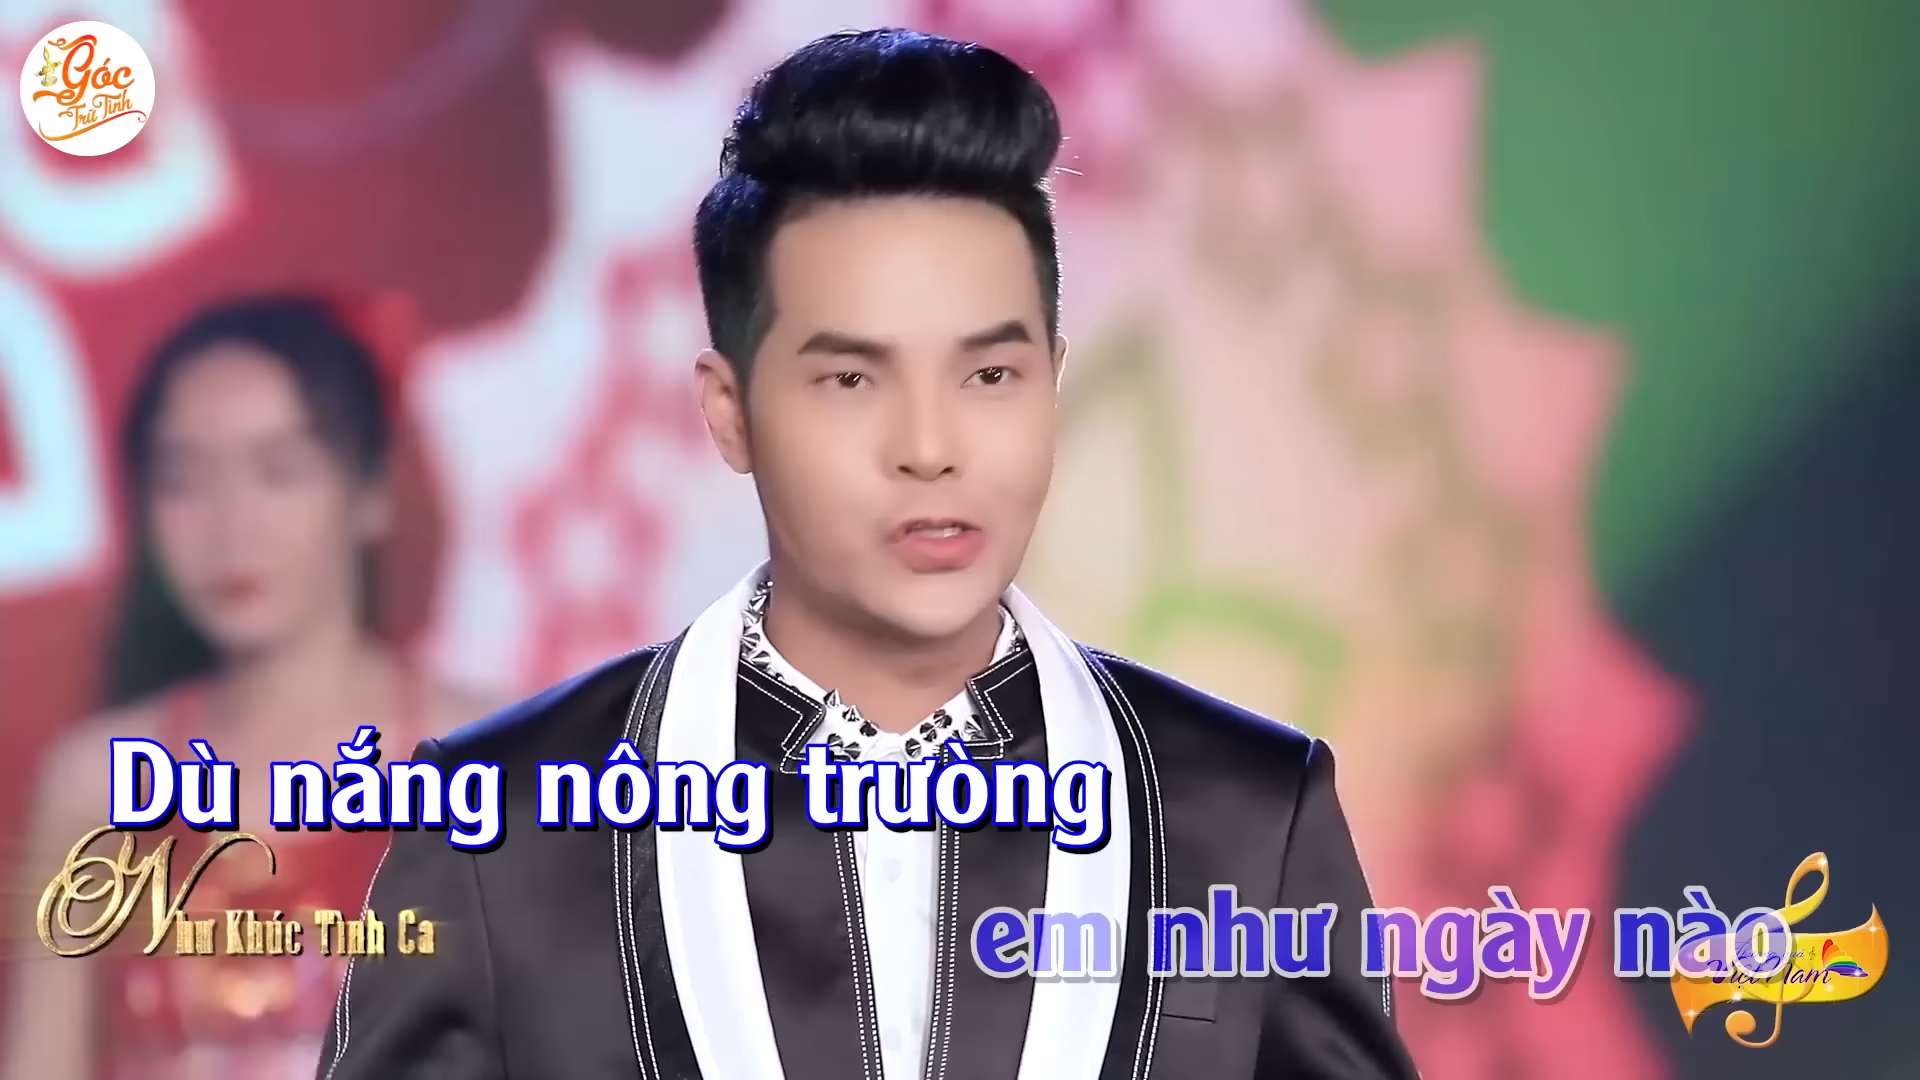 Góc
Trữ Tình
Dù nắng nông trường
Như Khúc Tình Ca
em như ngày nào
Việt Nam